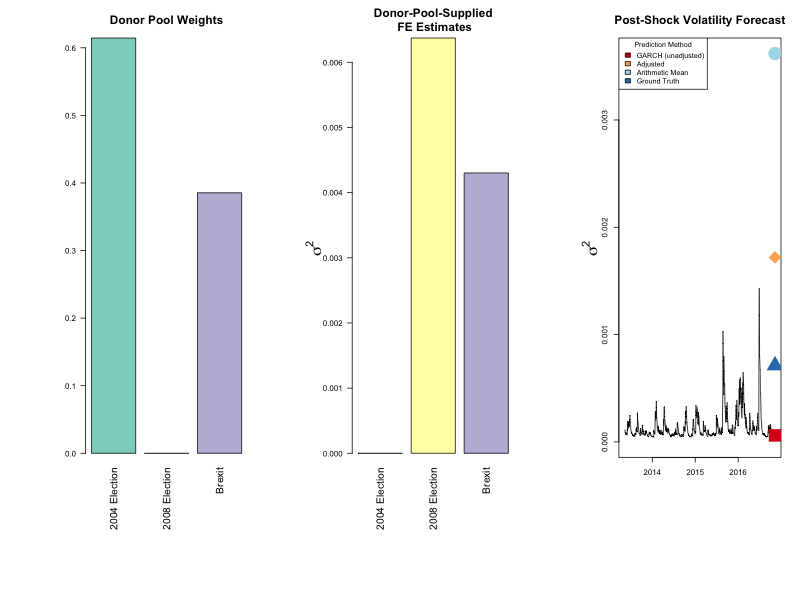 Donor Pool Weights
0.6
0.5
0.4
0.3
0.2
0.1
0.0
2004 Election
2008 Election
Brexit
Donor-Pool-Supplied
FE Estimates
σ²
0.006
0.005
0.004
0.003
0.002
0.001
0.000
2004 Election
2008 Election
Brexit
Post-Shock Volatility Forecast
Prediction Method
GARCH (unadjusted)
Adjusted
Arithmetic Mean
Ground Truth
σ²
0.003
0.002
0.001
0.000
2014
2015
2016